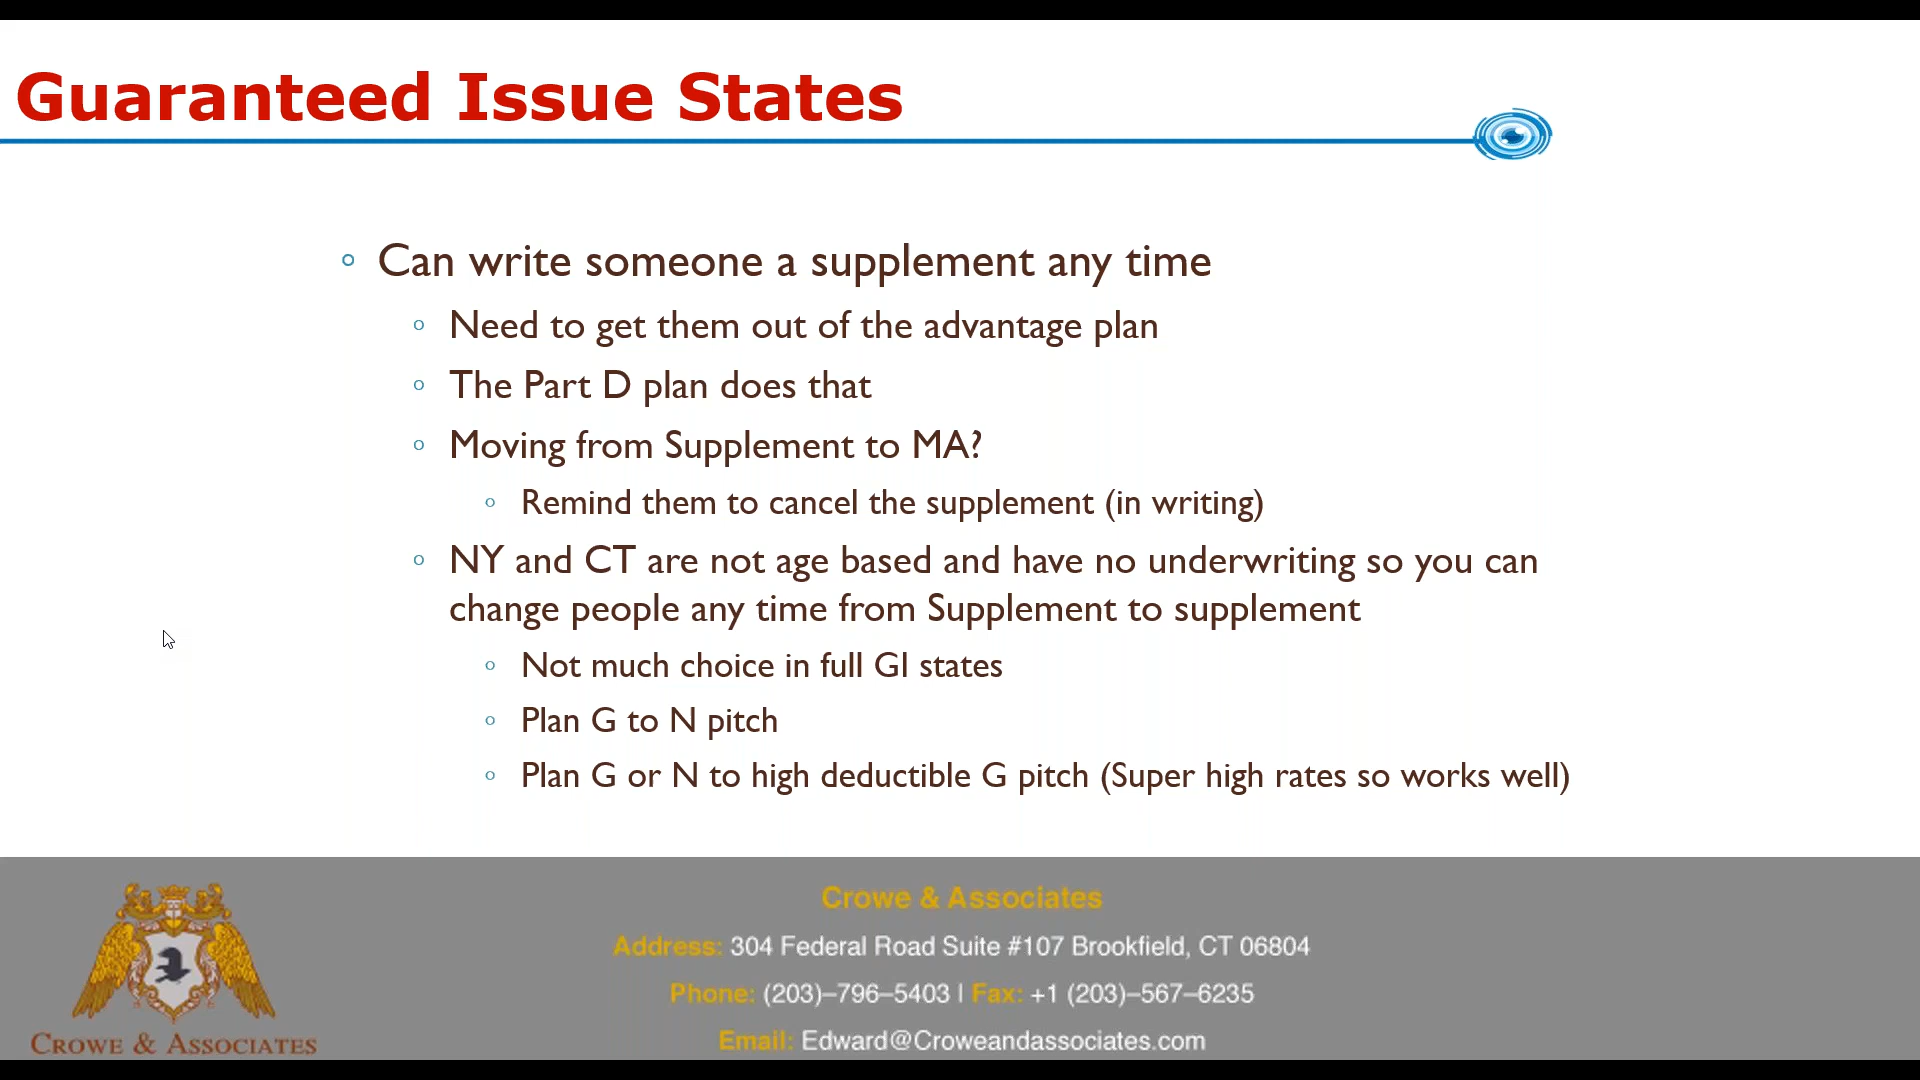 Guaranteed Issue States
Can write someone a supplement any time
Need to get them out of the advantage plan
The Part D plan does that
Moving from Supplement to MA?
Remind them to cancel the supplement (in writing)
NY and CT are not age based and have no underwriting so you can
change people any time from Supplement to supplement
Not much choice in full GI states
Plan G to N pitch
Plan G or N to high deductible G pitch (Super high rates so works well)
Crowe & Associates
Address: 304 Federal Road Suite #107 Brookfield, CT 06804
Phone: (203)–796–5403 | Fax: +1 (203)–567–6235
Email: Edward@Croweandassociates.com
CROWE & ASSOCIATES